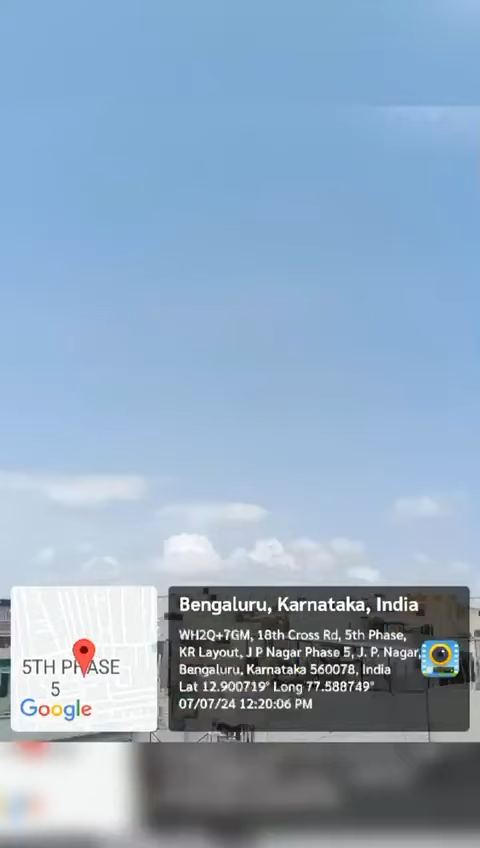 Bengaluru, Karnataka, India
WH2Q+7GM, 18th Cross Rd, 5th Phase,
KR Layout, J P Nagar Phase 5, J. P. Nagar,
Bengaluru, Karnataka 560078, India
Lat 12.900719° Long 77.588749°
07/07/24 12:20:06 PM
5TH PHASE
5
Google